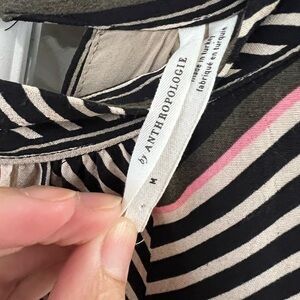 by ANTHROPOLOGIE
M
made in turkey
fabriqué en turquie